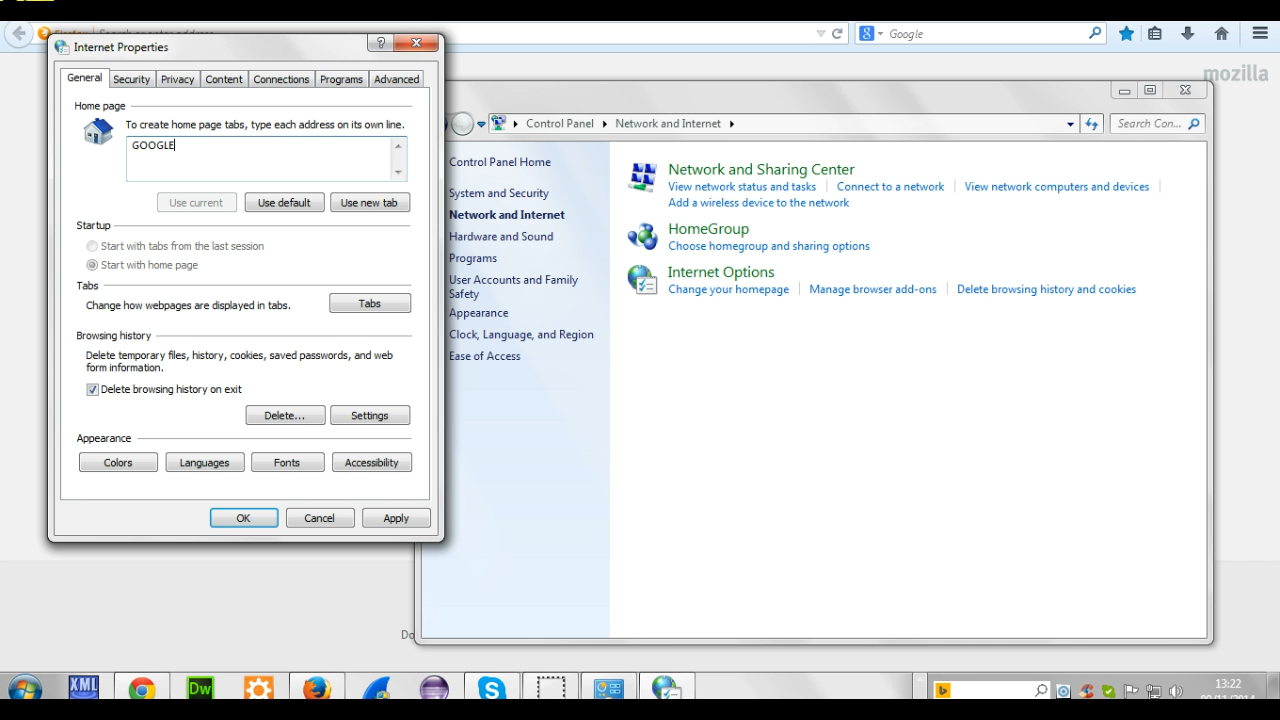 Google
mozilla
Internet Properties
?
General
Security
Privacy
Content
Connections
Programs
Advanced
Home page
To create home page tabs, type each address on its own line.
GOOGLE
Use current
Use default
Use new tab
Startup
Start with tabs from the last session
Start with home page
Tabs
Change how webpages are displayed in tabs.
Tabs
Browsing history
Delete temporary files, history, cookies, saved passwords, and web
form information.
Delete browsing history on exit
Delete...
Settings
Appearance
Colors
Languages
Fonts
Accessibility
OK
Cancel
Apply
Control Panel
Network and Internet
Search Con...
Control Panel Home
System and Security
Network and Internet
Hardware and Sound
Programs
User Accounts and Family
Safety
Appearance
Clock, Language, and Region
Ease of Access
Network and Sharing Center
View network status and tasks
Connect to a network
View network computers and devices
Add a wireless device to the network
HomeGroup
Choose homegroup and sharing options
Internet Options
Change your homepage
Manage browser add-ons
Delete browsing history and cookies
Do
XML
Dw
13:22